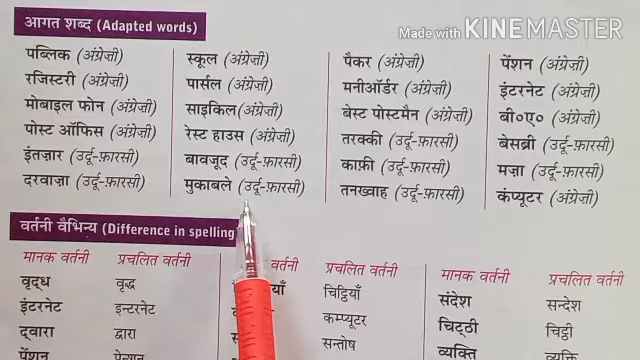 Made with KINEMASTER
आगत शब्द (Adapted words)
पब्लिक (अंग्रेज़ी) स्कूल (अंग्रेज़ी) पैकर (अंग्रेज़ी) पेंशन (अंग्रेज़ी)
रजिस्टरी (अंग्रेज़ी) पार्सल (अंग्रेज़ी) मनीऑर्डर (अंग्रेज़ी) इंटरनेट (अंग्रेज़ी)
मोबाइल फोन (अंग्रेज़ी) साइकिल(अंग्रेज़ी) बेस्ट पोस्टमैन (अंग्रेज़ी) बी०ए० (अंग्रेज़ी)
पोस्ट ऑफिस (अंग्रेज़ी) रेस्ट हाउस (अंग्रेज़ी) तरक्की (उर्दू-फ़ारसी) बेसब्री (उर्दू-फ़ारसी)
इंतज़ार (उर्दू-फ़ारसी) बावजूद (उर्दू-फ़ारसी) काफ़ी (उर्दू-फ़ारसी) मज़ा (उर्दू-फ़ारसी)
दरवाज़ा (उर्दू-फ़ारसी) मुकाबले (उर्दू-फ़ारसी) तनख्वाह (उर्दू-फ़ारसी) कंप्यूटर (अंग्रेज़ी)
वर्तनी वैभिन्य (Difference in spelling)
मानक वर्तनी प्रचलित वर्तनी वर्तनी प्रचलित वर्तनी मानक वर्तनी प्रचलित वर्तनी
वृद्ध वृद्ध चिट्ठियाँ संदेश सन्देश
इंटरनेट इन्टरनेट कम्प्यूटर चिट्ठी चिट्ठी
द्वारा द्वारा सन्तोष व्यक्ति व्यक्ति
पेंशन पेन्शन